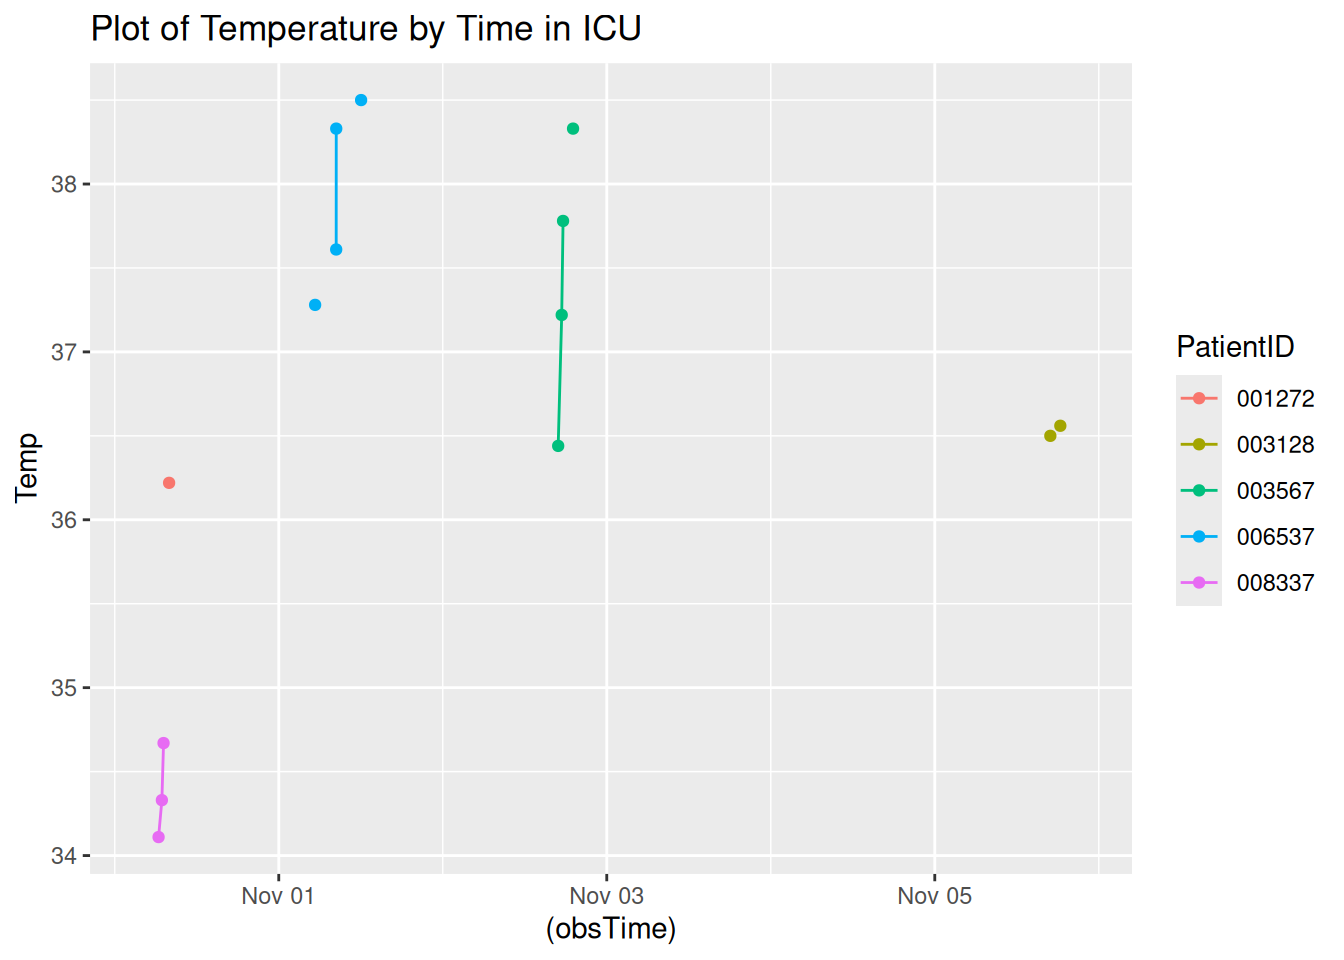 Plot of Temperature by Time in ICU
Temp
38
37
36
35
34
Nov 01
Nov 03
Nov 05
(obsTime)
PatientID
001272
003128
003567
006537
008337